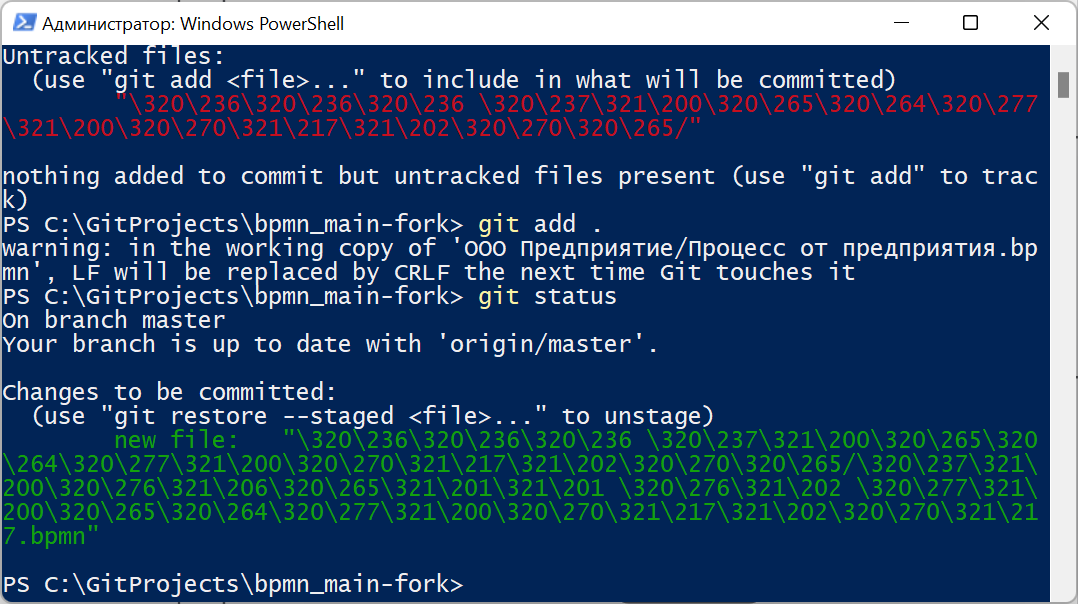 Администратор: Windows PowerShell
Untracked files:
  (use "git add <file>..." to include in what will be committed)
        "\320\236\320\236\320\236 \320\237\321\200\320\265\320\264\320\277
\321\200\320\270\321\217\321\202\320\270\320\265/"
nothing added to commit but untracked files present (use "git add" to trac
k)
PS C:\GitProjects\bpmn_main-fork> git add .
warning: in the working copy of 'ООО Предприятие/Процесс от предприятия.bp
mn', LF will be replaced by CRLF the next time Git touches it
PS C:\GitProjects\bpmn_main-fork> git status
On branch master
Your branch is up to date with 'origin/master'.
Changes to be committed:
  (use "git restore --staged <file>..." to unstage)
        new file:   "\320\236\320\236\320\236 \320\237\321\200\320\265\320
\264\320\277\321\200\320\270\321\217\321\202\320\270\320\265/\320\237\321\
200\320\276\321\206\320\265\321\201\321\201 \320\276\321\202 \320\277\321\
200\320\265\320\264\320\277\321\200\320\270\321\217\321\202\320\270\321\21
7.bpmn"
PS C:\GitProjects\bpmn_main-fork>